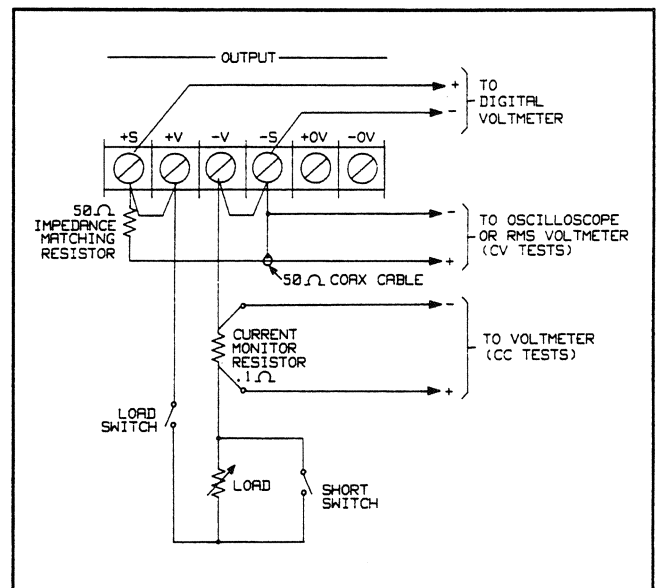 OUTPUT
+ TO
- DIGITAL
VOLTMETER
+S +V -V -S +OV -OV
50Ω
IMPEDANCE
MATCHING
RESISTOR
- TO OSCILLOSCOPE
OR RMS VOLTMETER
+ (CV TESTS)
50Ω COAX CABLE
-
CURRENT
MONITOR
RESISTOR
.1Ω
TO VOLTMETER
(CC TESTS)
+
LOAD
SWITCH
LOAD
SHORT
SWITCH